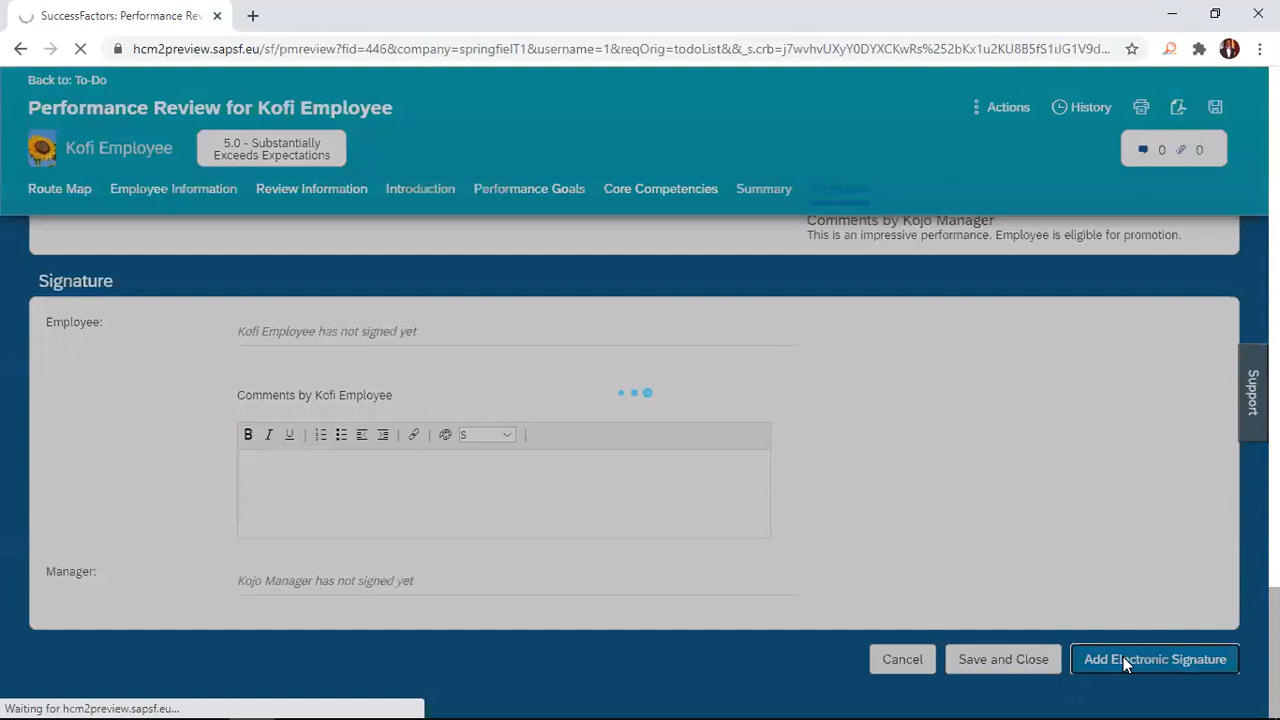 SuccessFactors: Performance Rev
hcm2preview.sapsf.eu/sf/pmreview?fid=446&company=springfieIT1&username=1&reqOrig=todoList&&_s.crb=j7wvhrUXyY0DYXCKwRs%252bKx1u2KU8B5fS1iJG1V9d...
Back to: To-Do
Performance Review for Kofi Employee
Actions
History
Kofi Employee
5.0 - Substantially
Exceeds Expectations
0
0
Route Map
Employee Information
Review Information
Introduction
Performance Goals
Core Competencies
Summary
Signature
Comments by Kojo Manager
This is an impressive performance. Employee is eligible for promotion.
Signature
Employee:
Kofi Employee has not signed yet
Support
Comments by Kofi Employee
B I U S
Manager:
Kojo Manager has not signed yet
Cancel
Save and Close
Add Electronic Signature
Waiting for hcm2preview.sapsf.eu...